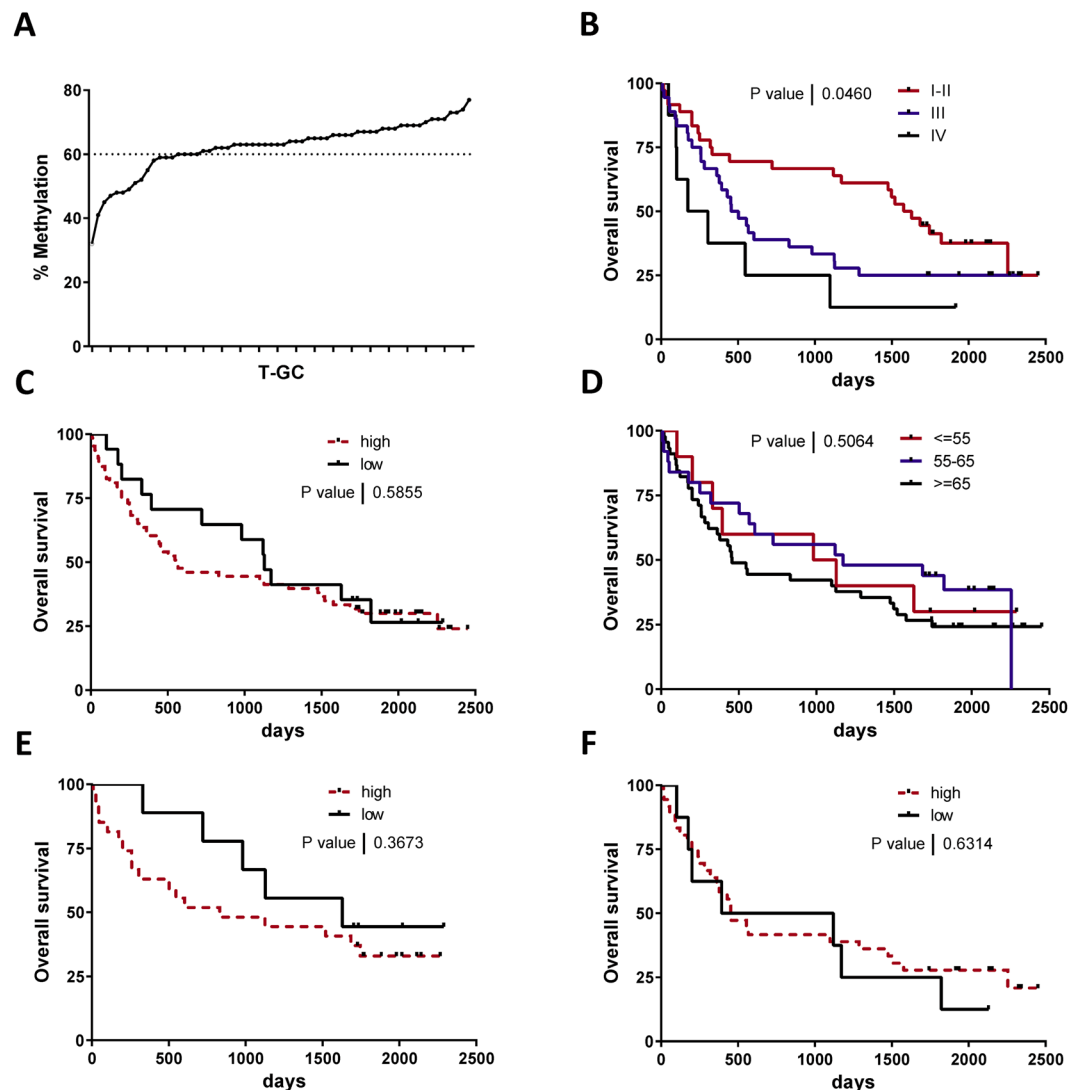 A
80
60
40
20
0
% Methylation
T-GC
B
100
75
50
25
0
Overall survival
P value | 0.0460
I-II
III
IV
0 500 1000 1500 2000 2500
days
C
100
75
50
25
0
Overall survival
high
low
P value | 0.5855
0 500 1000 1500 2000 2500
days
D
100
75
50
25
0
Overall survival
P value | 0.5064
<=55
55-65
>=65
0 500 1000 1500 2000 2500
days
E
100
75
50
25
0
Overall survival
high
low
P value | 0.3673
0 500 1000 1500 2000 2500
days
F
100
75
50
25
0
Overall survival
high
low
P value | 0.6314
0 500 1000 1500 2000 2500
days